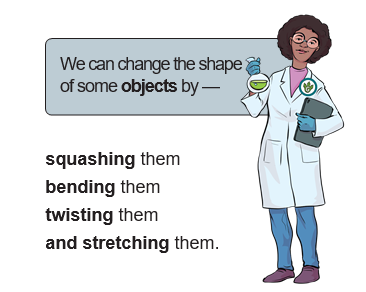 We can change the shape
of some objects by —
squashing them
bending them
twisting them
and stretching them.